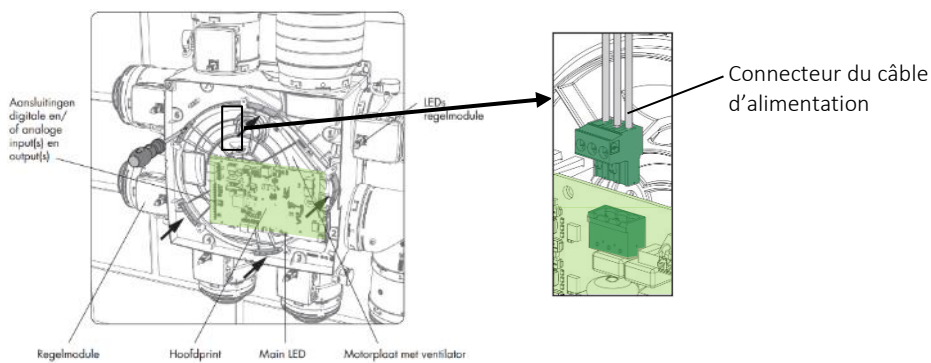 Aansluitingen
digitale en/
of analoge
input(s) en
output(s)
LEDs
regelmodule
Connecteur du câble
d'alimentation
Regelmodule
Hoofdprint
Main LED
Motorplaat met ventilator